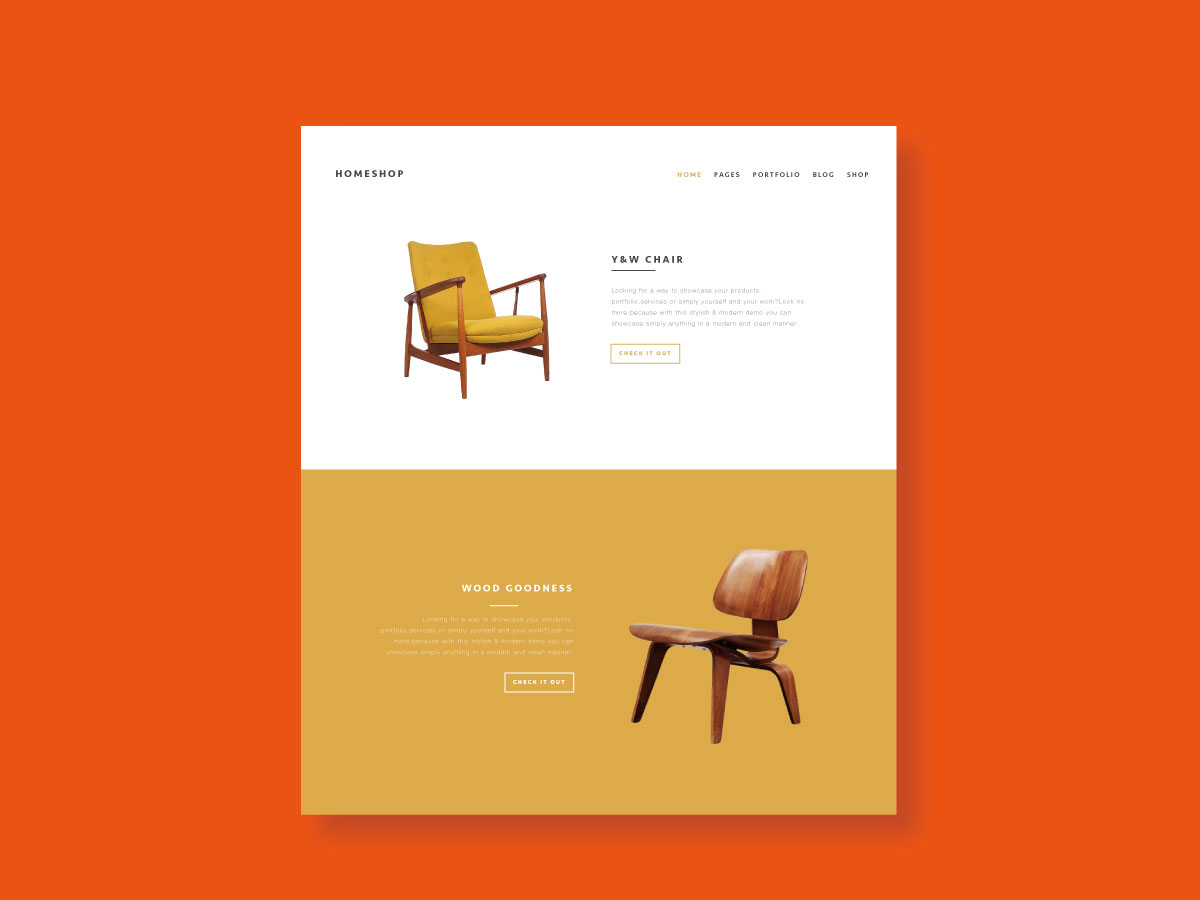 HOMESHOP
HOME PAGES PORTFOLIO BLOG SHOP
Y&W CHAIR
Looking for a way to showcase your products,
portfolio,services or simply yourself and your work?Look no
more,because with this stylish & modern demo you can
showcase simply anything in a modern and clean manner.
CHECK IT OUT
WOOD GOODNESS
Looking for a way to showcase your products,
portfolio,services or simply yourself and your work?Look no
more,because with this stylish & modern demo you can
showcase simply anything in a modern and clean manner.
CHECK IT OUT